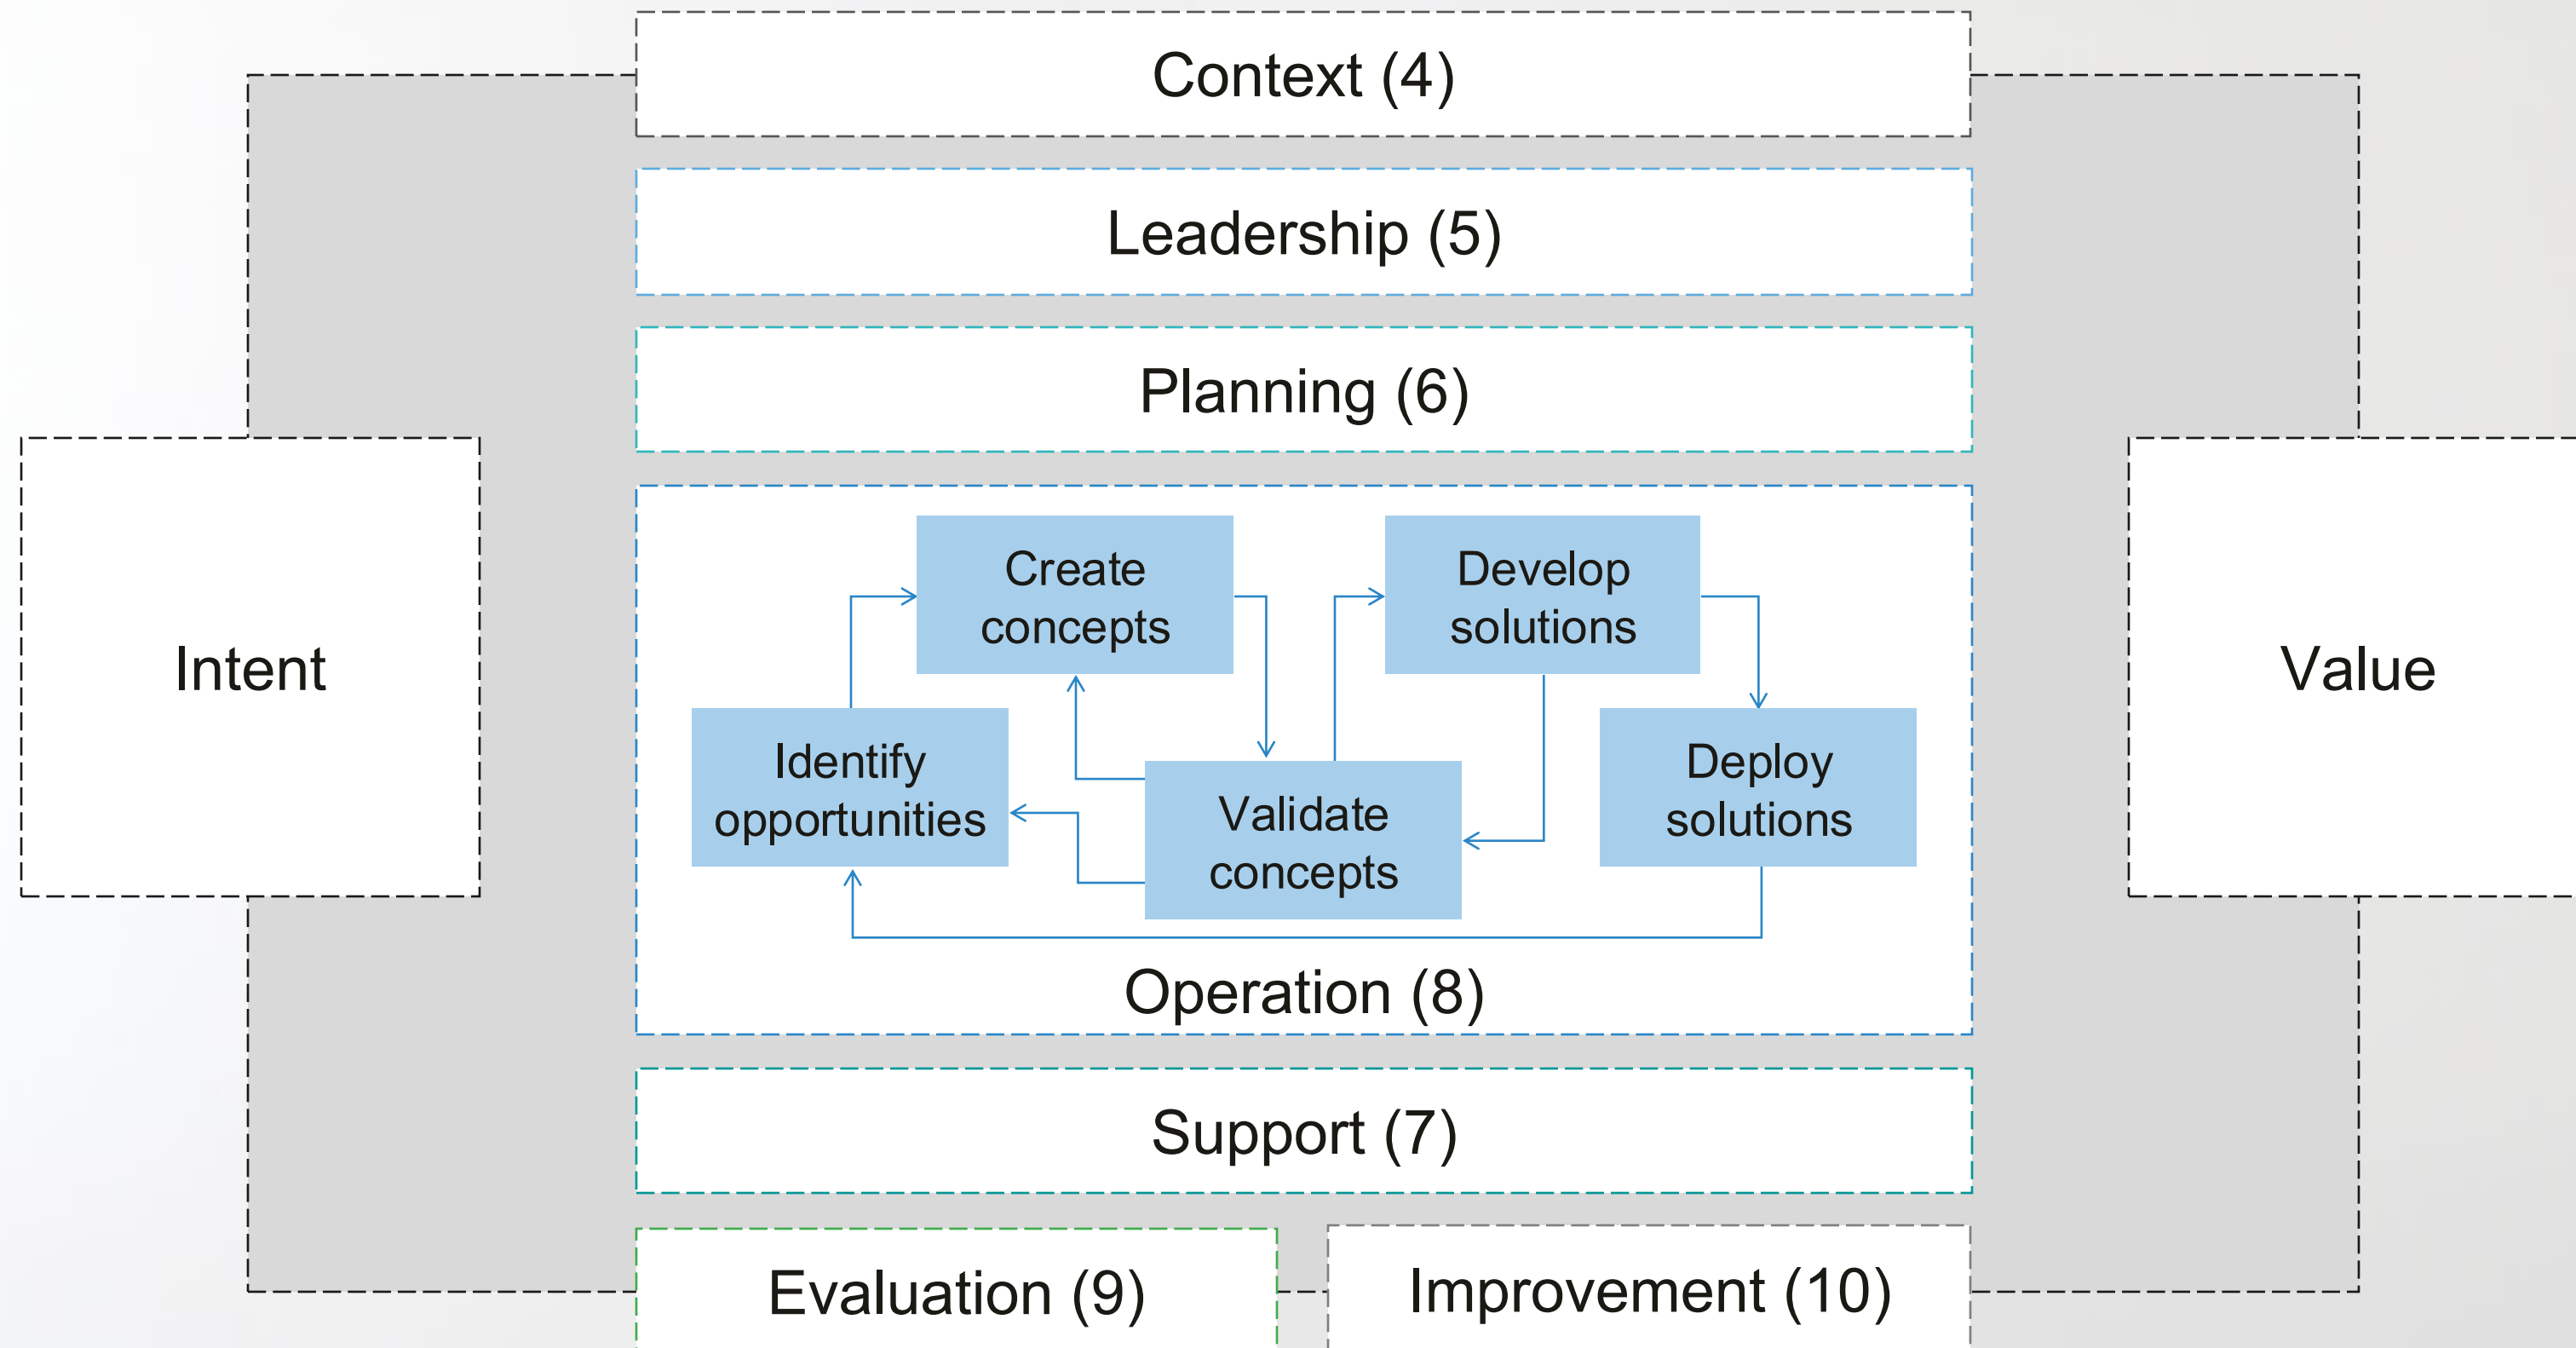 Context (4)
Leadership (5)
Planning (6)
Intent
Create
concepts
Develop
solutions
Identify
opportunities
Validate
concepts
Deploy
solutions
Operation (8)
Value
Support (7)
Evaluation (9)
Improvement (10)